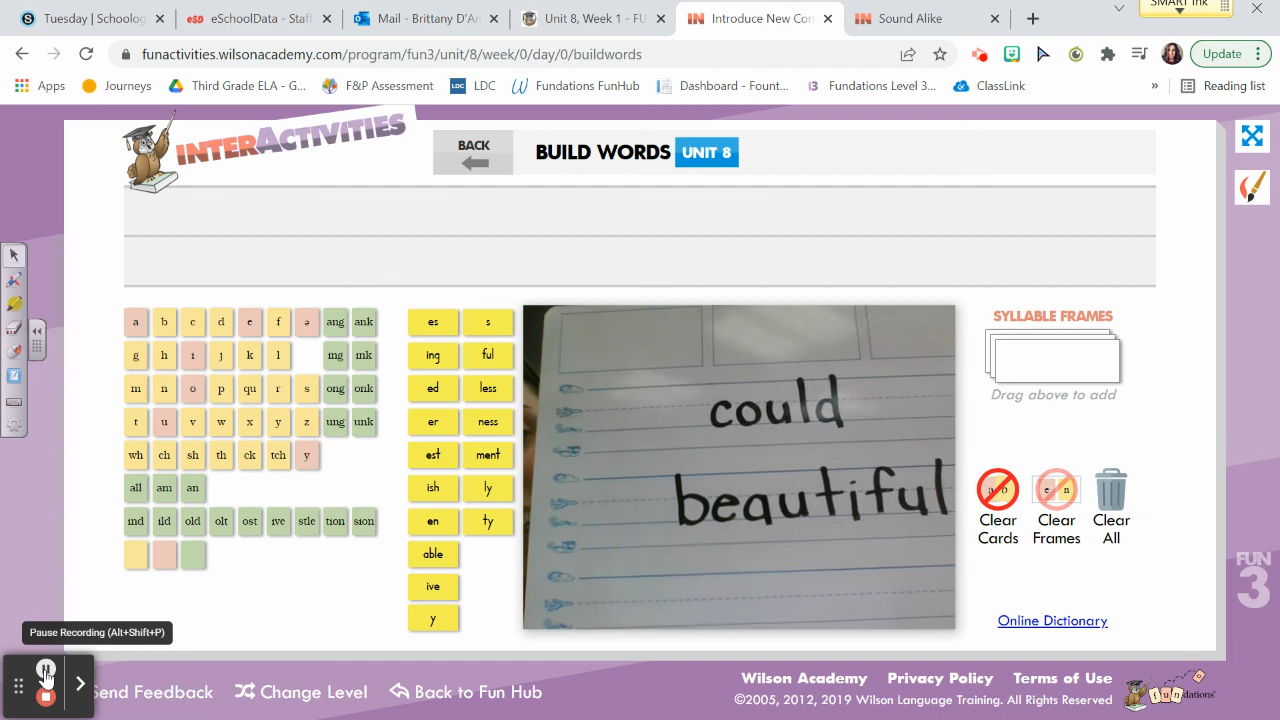 Tuesday | Schoolog
eSchoolData - Staff
Mail - Brittany D'An
Unit 8, Week 1 - FU
Introduce New Con
Sound Alike
SMART Ink
funactivities.wilsonacademy.com/program/fun3/unit/8/week/0/day/0/buildwords
Update
Apps
Journeys
Third Grade ELA - G...
F&P Assessment
LDC
LDC
Fundations FunHub
Dashboard - Fount...
Fundations Level 3...
ClassLink
»
Reading list
INTERACTIVITIES
BACK
BUILD WORDS UNIT 8
a b c d e f ə ang ank
g h i j k l ing ink
m n o p qu r s ong onk
t u v w x y z ung unk
wh ch sh th ck tch y
all am an
ind ild old olt ost ive stle tion sion
es s
ing ful
ed less
er ness
est ment
ish ly
en ty
able
ive
y
could
beautiful
SYLLABLE FRAMES
Drag above to add
a b
e n
Clear Cards
Clear Frames
Clear All
Online Dictionary
FUN
3
Pause Recording (Alt+Shift+P)
Send Feedback
Change Level
Back to Fun Hub
Wilson Academy
Privacy Policy
Terms of Use
©2005, 2012, 2019 Wilson Language Training. All Rights Reserved
fundations